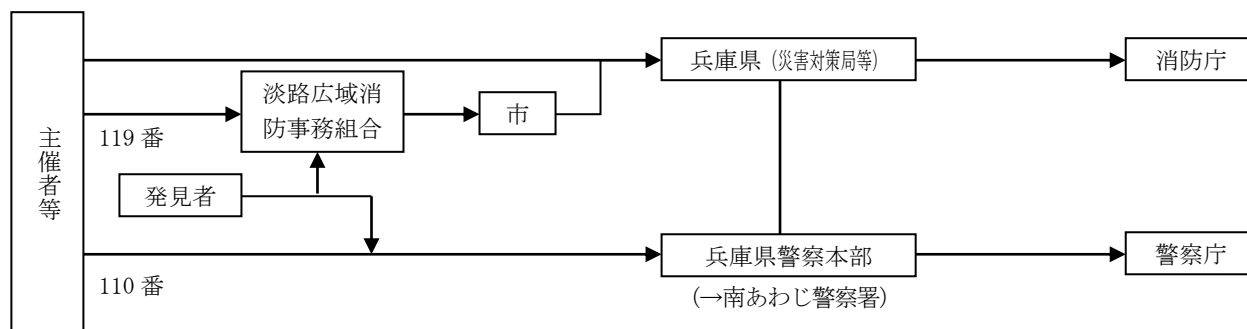 主催者等
119 番
淡路広域消
防事務組合
市
兵庫県（災害対策局等）
消防庁
発見者
110 番
兵庫県警察本部
（→南あわじ警察署）
警察庁